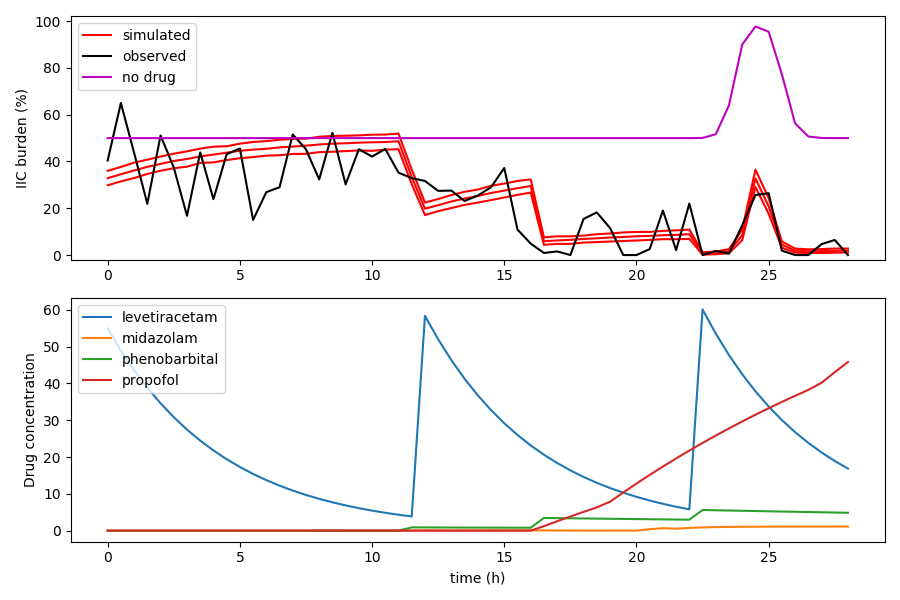 IIC burden (%)
100
80
60
40
20
0
simulated
observed
no drug
0 5 10 15 20 25
Drug concentration
60
50
40
30
20
10
0
levetiracetam
midazolam
phenobarbital
propofol
0 5 10 15 20 25
time (h)